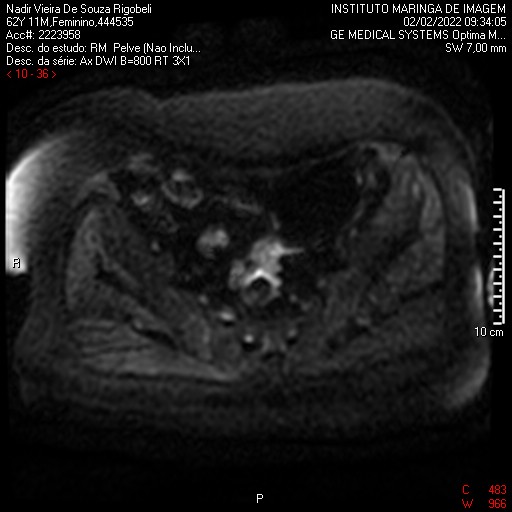 Nadir Vieira De Souza Rigobeli
62Y 11M,Feminino,444535
Acc#: 2223958
Desc. do estudo: RM  Pelve (Nao Inclu...
Desc. da série: Ax DWI B=800 RT 3X1
< 10 - 36 >
INSTITUTO MARINGA DE IMAGEM
02/02/2022 09:34:05
GE MEDICAL SYSTEMS Optima M...
SW 7,00 mm
10 cm
P
C 483
W 966